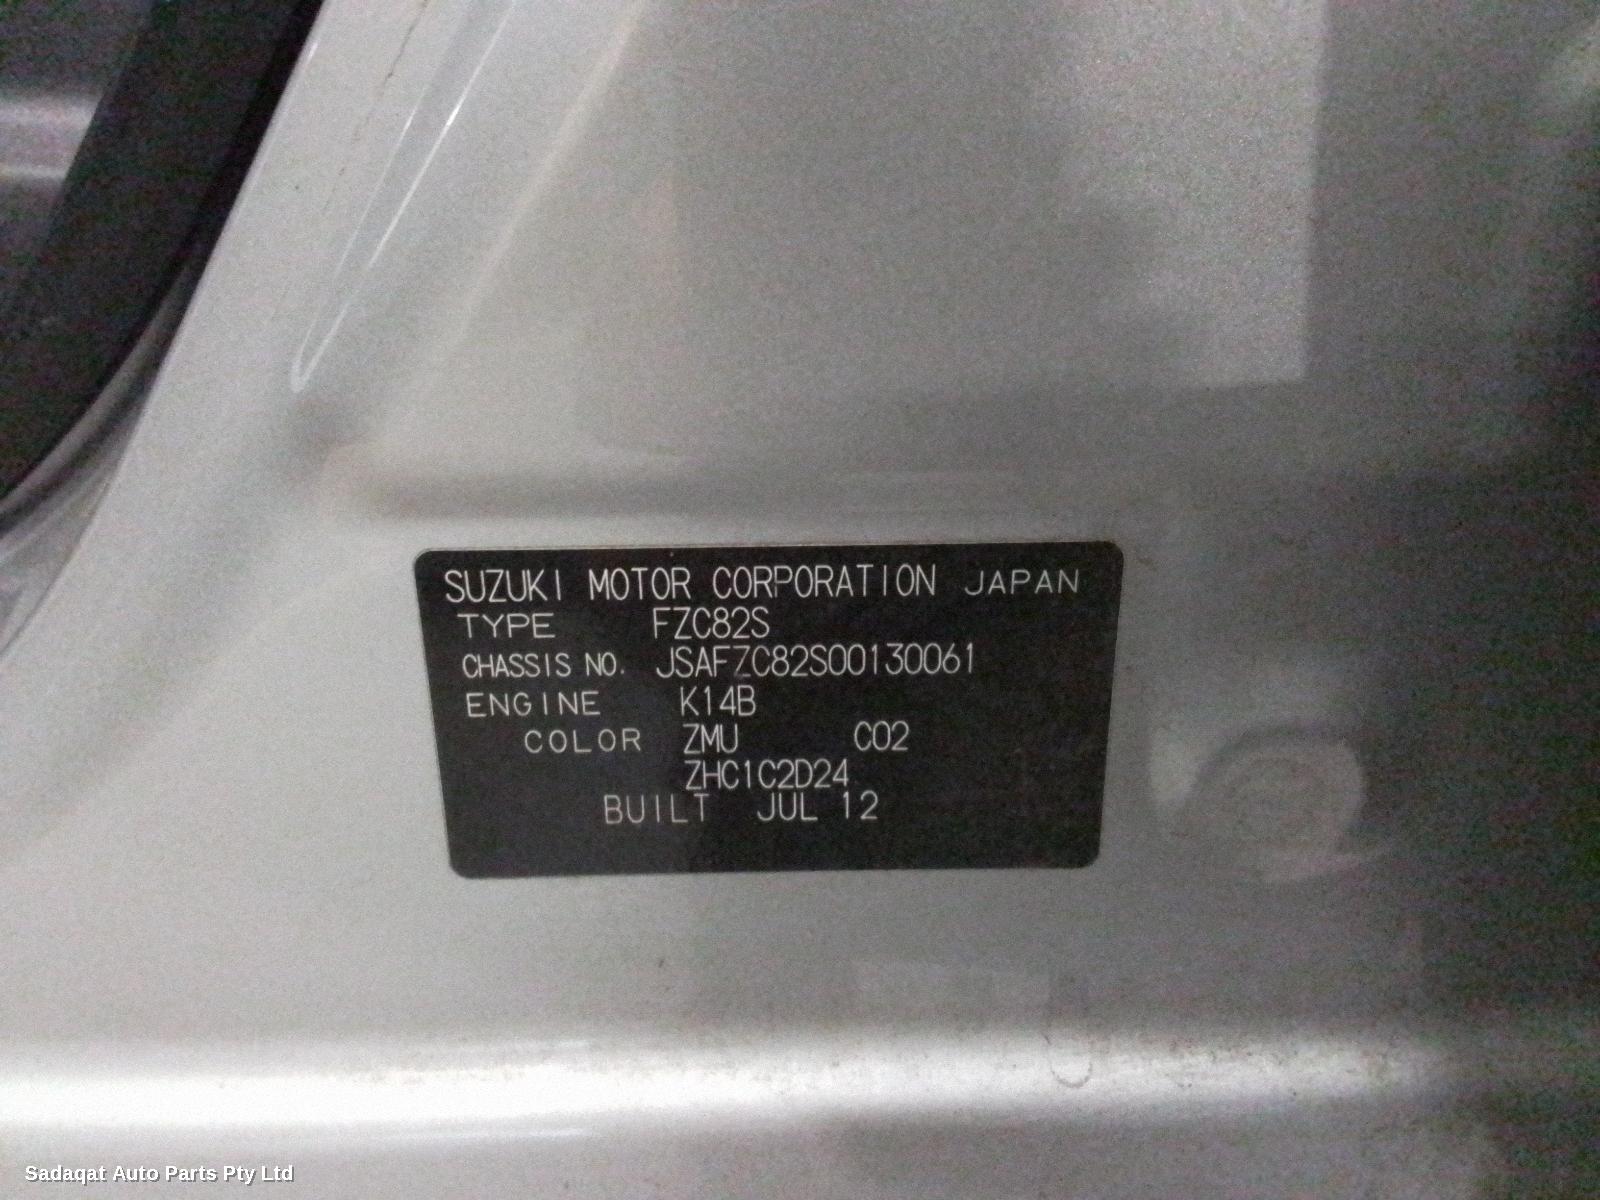 SUZUKI MOTOR CORPORATION JAPAN
TYPE FZC82S
CHASSIS NO. JSAFZC82S00130061
ENGINE K14B
COLOR ZMU C02
ZHC1C2D24
BUILT JUL 12
Sadaqat Auto Parts Pty Ltd